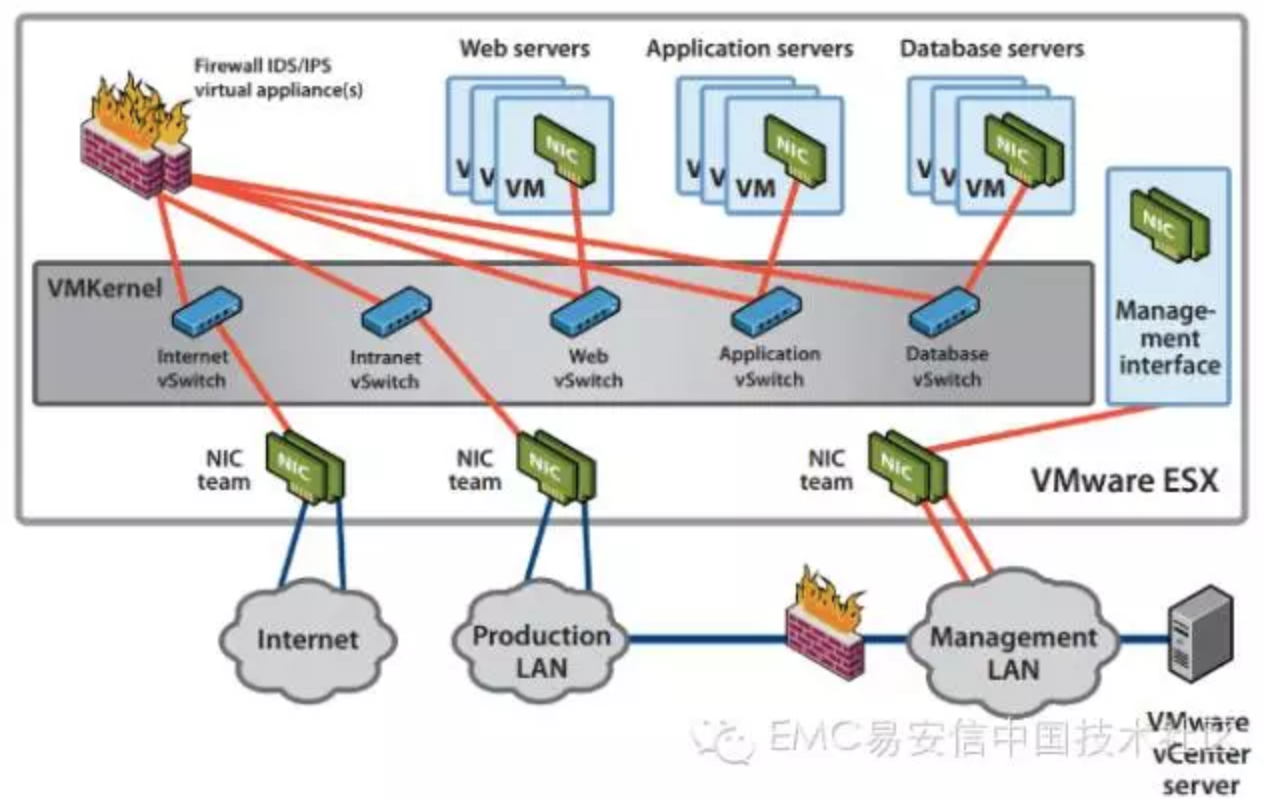 Firewall IDS/IPS
virtual appliance(s)
Web servers
Application servers
Database servers
V
V
VM
NIC
V
V
VM
NIC
V
V
VM
NIC
NIC
Manage-
ment
interface
VMKernel
Internet
vSwitch
Intranet
vSwitch
Web
vSwitch
Application
vSwitch
Database
vSwitch
NIC
team
NIC
NIC
team
NIC
NIC
team
NIC
VMware ESX
Internet
Production
LAN
Management
LAN
VMware
vCenter
server
EMC易安信中国技术社区